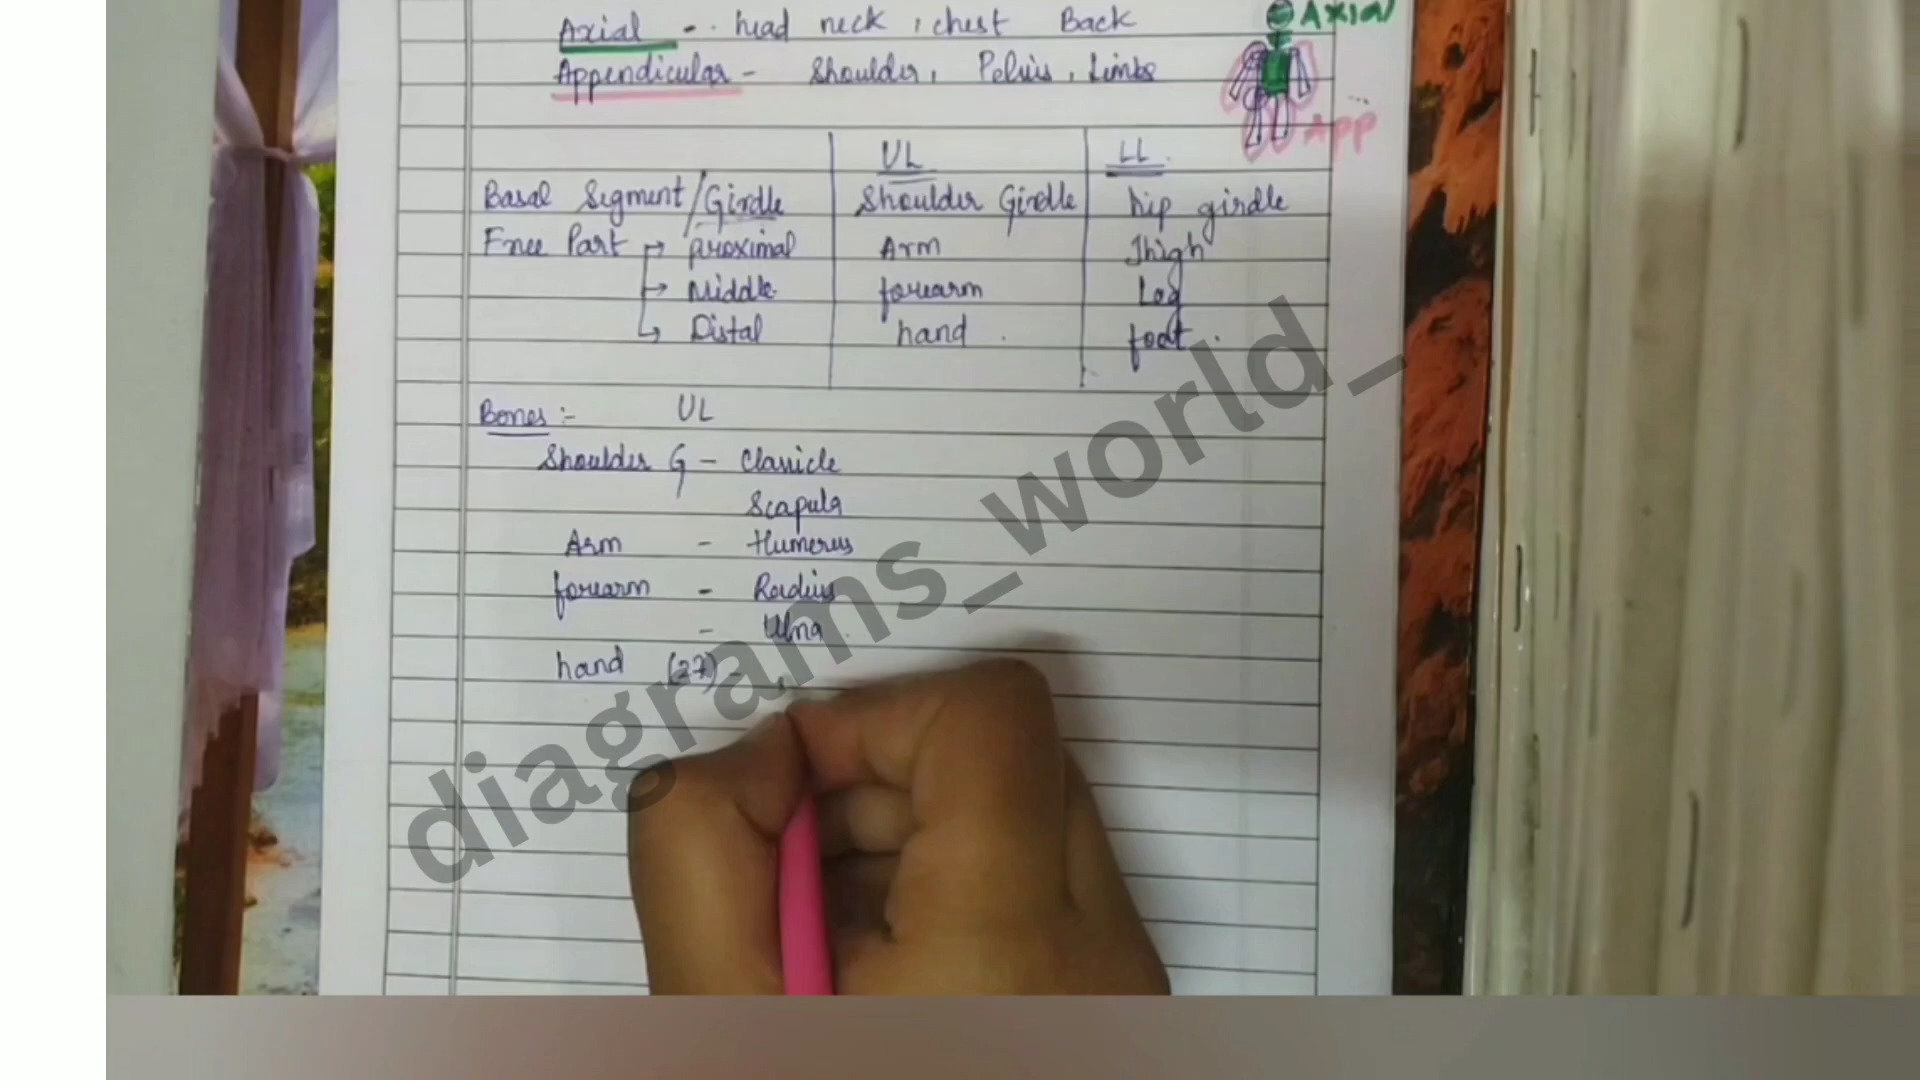 Axial - head neck, chest Back
AXIAL
Appendicular - Shoulder, Pelvis, Limbs
APP
UL LL
Basal Segment/Girdle Shoulder Girdle hip girdle
Free Part → proximal Arm Thigh
→ Middle forearm Leg
→ Distal hand foot
Bones :- UL
Shoulder G - Clavicle
Scapula
Arm - Humerus
forearm - Radius
- Ulna
hand (27) -
diagrams_world_